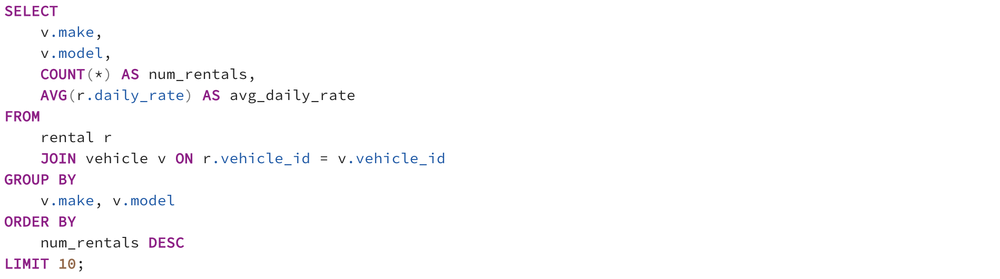 SELECT
    v.make,
    v.model,
    COUNT(*) AS num_rentals,
    AVG(r.daily_rate) AS avg_daily_rate
FROM
    rental r
    JOIN vehicle v ON r.vehicle_id = v.vehicle_id
GROUP BY
    v.make, v.model
ORDER BY
    num_rentals DESC
LIMIT 10;